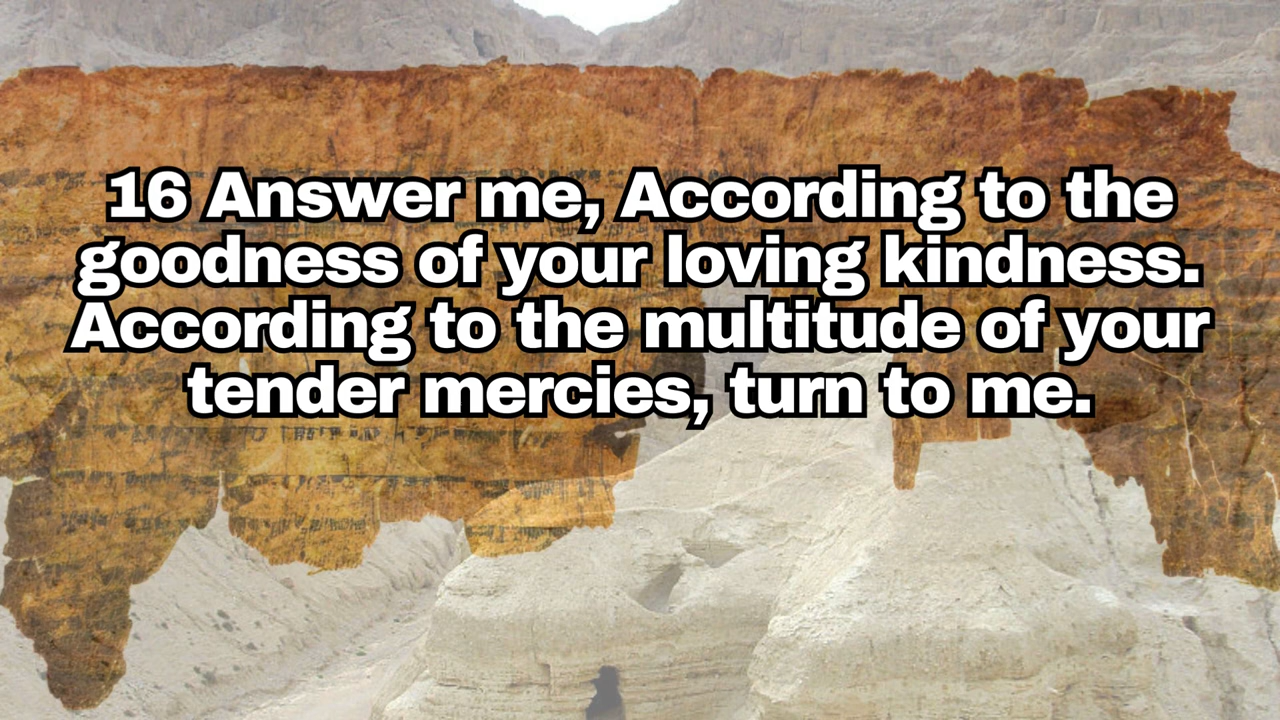 16 Answer me, According to the
goodness of your loving kindness.
According to the multitude of your
tender mercies, turn to me.